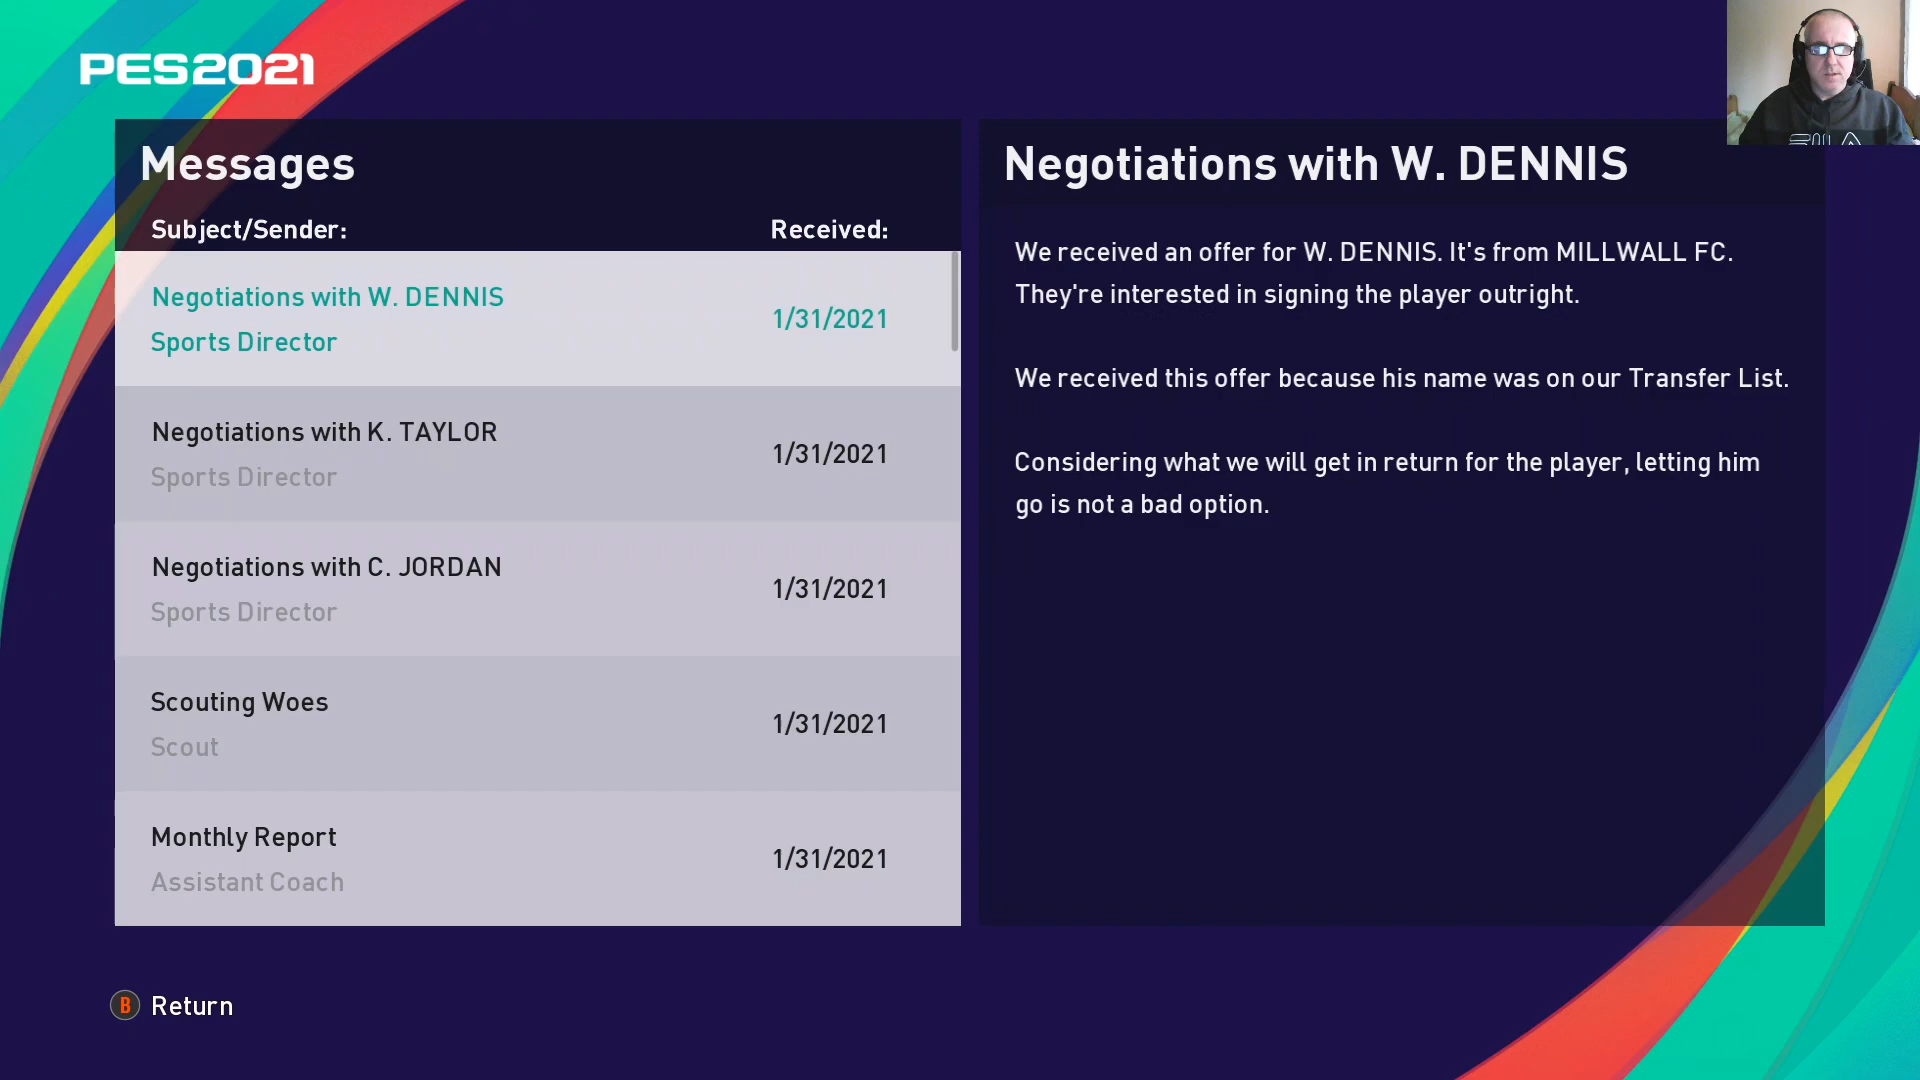 PES2021
Messages
Subject/Sender:
Received:
Negotiations with W. DENNIS
Sports Director
1/31/2021
Negotiations with K. TAYLOR
Sports Director
1/31/2021
Negotiations with C. JORDAN
Sports Director
1/31/2021
Scouting Woes
Scout
1/31/2021
Monthly Report
Assistant Coach
1/31/2021
Negotiations with W. DENNIS
We received an offer for W. DENNIS. It's from MILLWALL FC.
They're interested in signing the player outright.
We received this offer because his name was on our Transfer List.
Considering what we will get in return for the player, letting him
go is not a bad option.
B Return